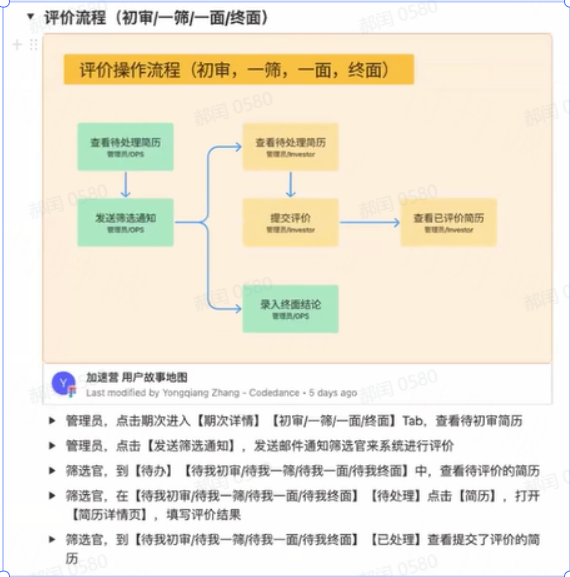 评价流程（初审/一筛/一面/终面）
评价操作流程（初审，一筛，一面，终面）
查看待处理简历
管理员/OPS
查看待处理简历
管理员/Investor
发送筛选通知
管理员/OPS
提交评价
管理员/Investor
查看已评价简历
管理员/Investor
录入终面结论
管理员/OPS
Y
加速营 用户故事地图
Last modified by Yongqiang Zhang - Codedance • 5 days ago
管理员，点击期次进入【期次详情】【初审/一筛/一面/终面】Tab，查看待初审简历
管理员，点击【发送筛选通知】，发送邮件通知筛选官来系统进行评价
筛选官，到【待办】【待我初审/待我一筛/待我一面/待我终面】中，查看待评价的简历
筛选官，在【待我初审/待我一筛/待我一面/待我终面】【待处理】点击【简历】，打开
【简历详情页】，填写评价结果
筛选官，到【待我初审/待我一筛/待我一面/待我终面】【已处理】查看提交了评价的简
历
郝闰 0580